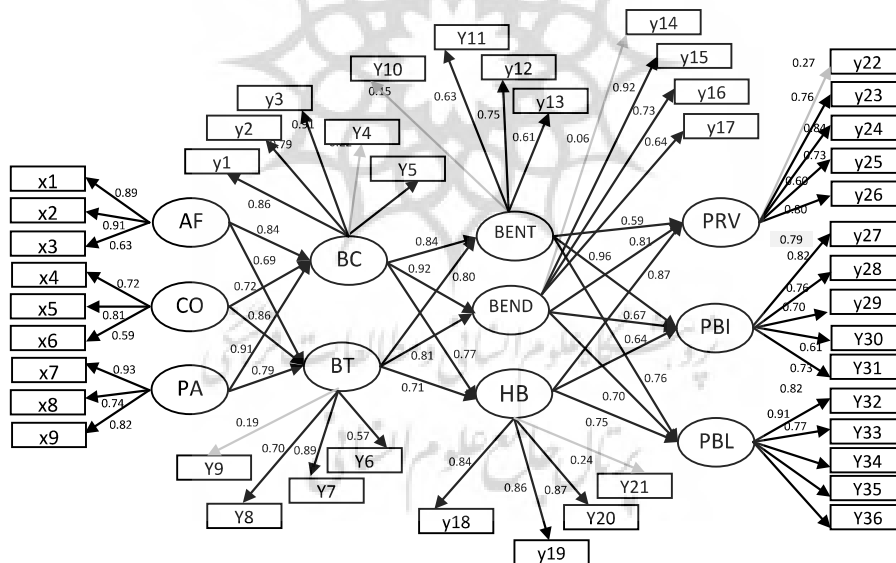 y14
Y11
y15
y12
Y10
0.92
0.27
y22
0.15
0.63
y16
y3
0.75
y13
0.73
0.76
y23
y2
0.91
Y4
0.61
0.06
0.64
y17
0.84
y24
y1
Y5
0.73
y25
x1
0.86
0.60
y26
0.89
0.80
x2
AF
0.84
0.59
PRV
0.91
BENT
y27
x3
0.63
0.69
BC
0.84
0.81
0.79
0.82
0.96
0.92
0.80
0.87
y28
x4
0.72
0.72
0.76
x5
CO
0.86
BEND
0.70
y29
0.81
0.67
PBI
x6
0.59
0.64
Y30
0.91
0.81
0.77
0.61
x7
0.93
0.79
BT
0.73
Y31
PA
0.71
HB
0.76
0.82
x8
0.74
0.70
Y32
x9
0.82
0.75
0.91
0.19
PBL
0.77
Y33
0.70
0.89
0.57
Y9
Y6
0.84
0.24
Y34
Y7
0.86
0.87
Y21
Y35
Y8
y18
Y20
Y36
y19